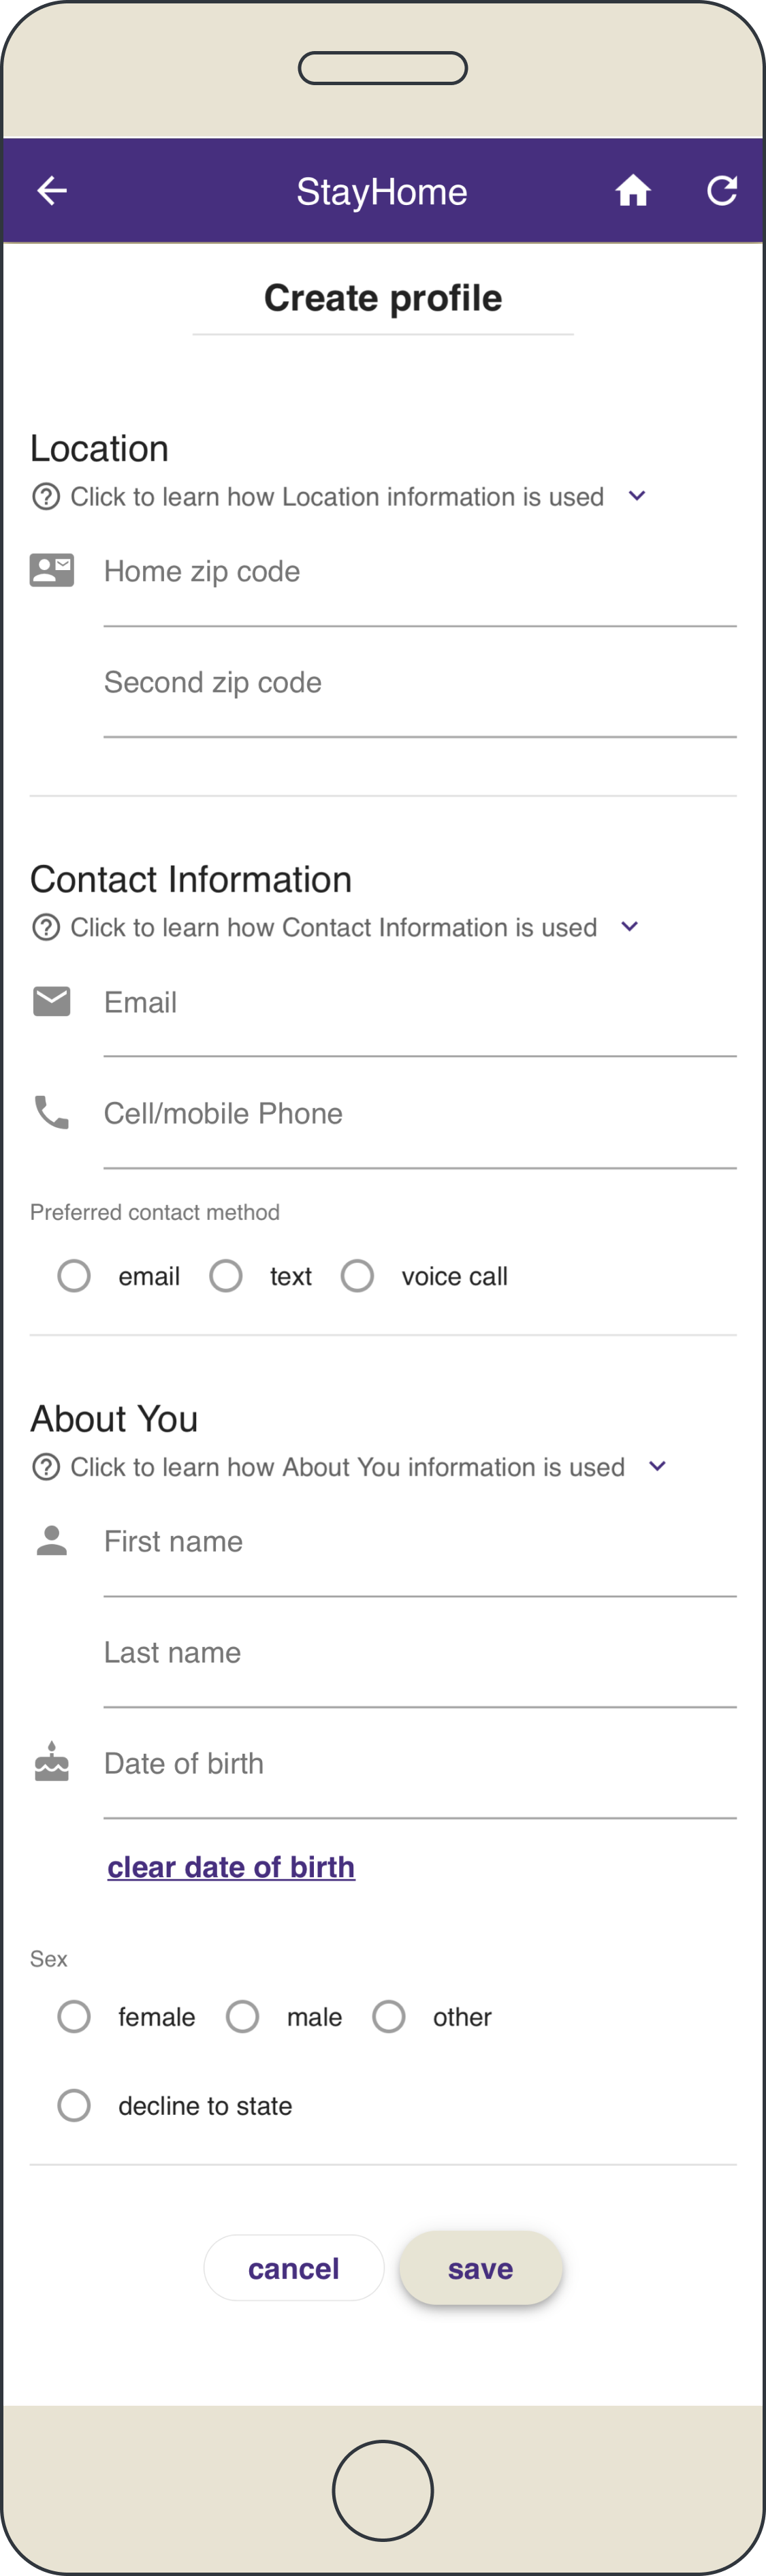 StayHome
Create profile
Location
Click to learn how Location information is used
Home zip code
Second zip code
Contact Information
Click to learn how Contact Information is used
Email
Cell/mobile Phone
Preferred contact method
email text voice call
About You
Click to learn how About You information is used
First name
Last name
Date of birth
clear date of birth
Sex
female male other
decline to state
cancel save